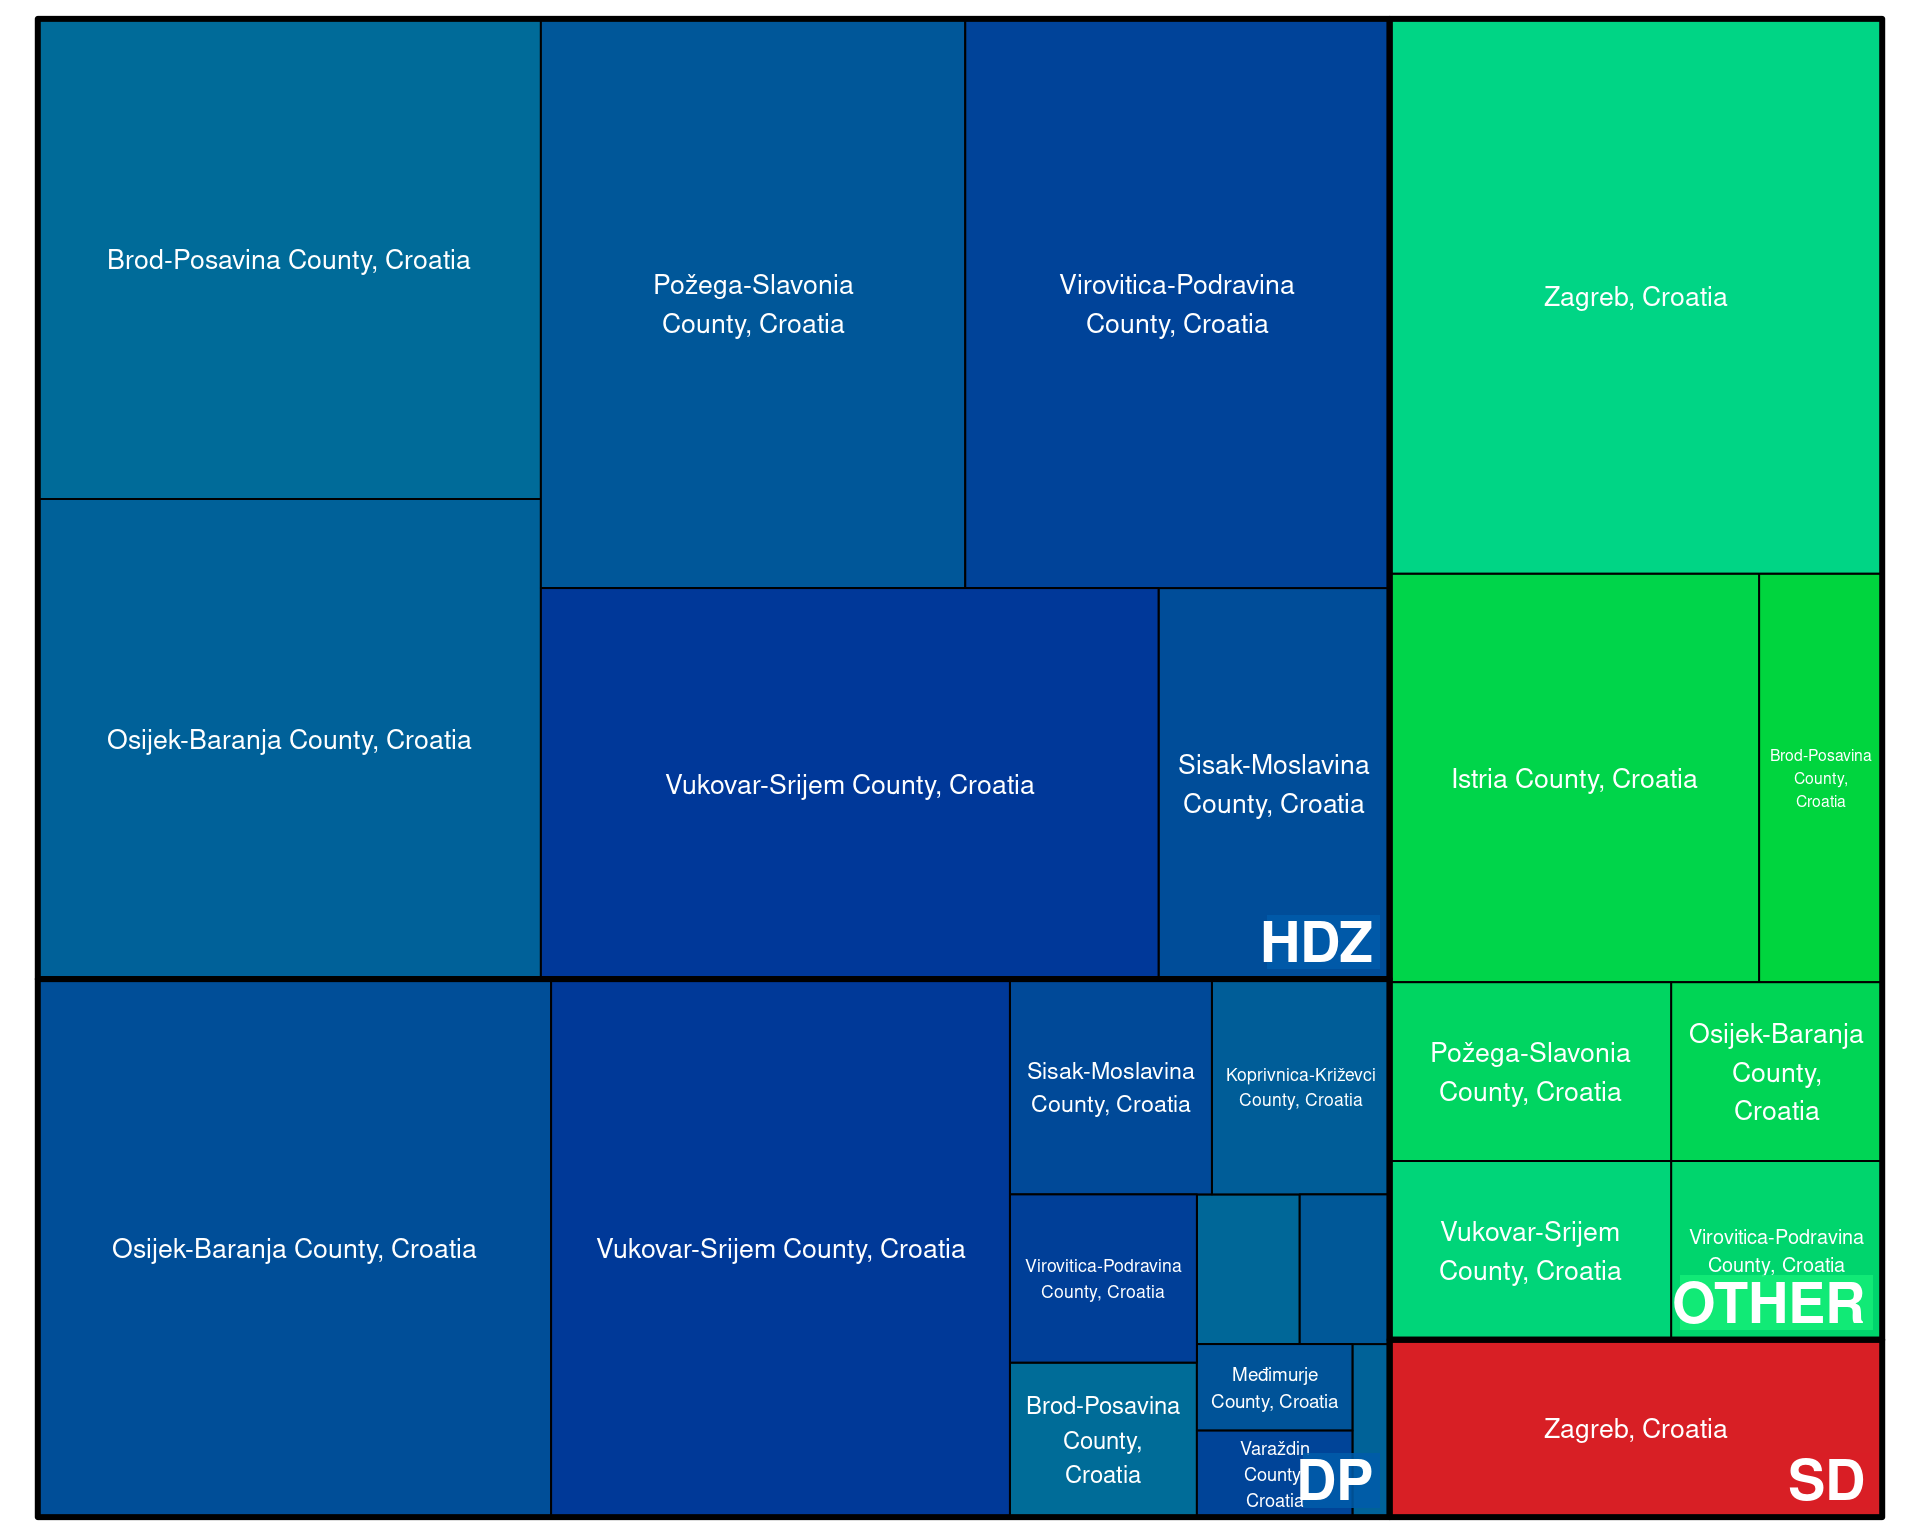 Brod-Posavina County, Croatia
Požega-Slavonia
County, Croatia
Virovitica-Podravina
County, Croatia
Osijek-Baranja County, Croatia
Vukovar-Srijem County, Croatia
Sisak-Moslavina
County, Croatia
HDZ
Zagreb, Croatia
Istria County, Croatia
Brod-Posavina
County,
Croatia
Požega-Slavonia
County, Croatia
Osijek-Baranja
County,
Croatia
Vukovar-Srijem
County, Croatia
Virovitica-Podravina
County, Croatia
OTHER
Osijek-Baranja County, Croatia
Vukovar-Srijem County, Croatia
Sisak-Moslavina
County, Croatia
Koprivnica-Križevci
County, Croatia
Virovitica-Podravina
County, Croatia
Brod-Posavina
County,
Croatia
Međimurje
County, Croatia
Varaždin
County
Croatia
DP
Zagreb, Croatia
SD